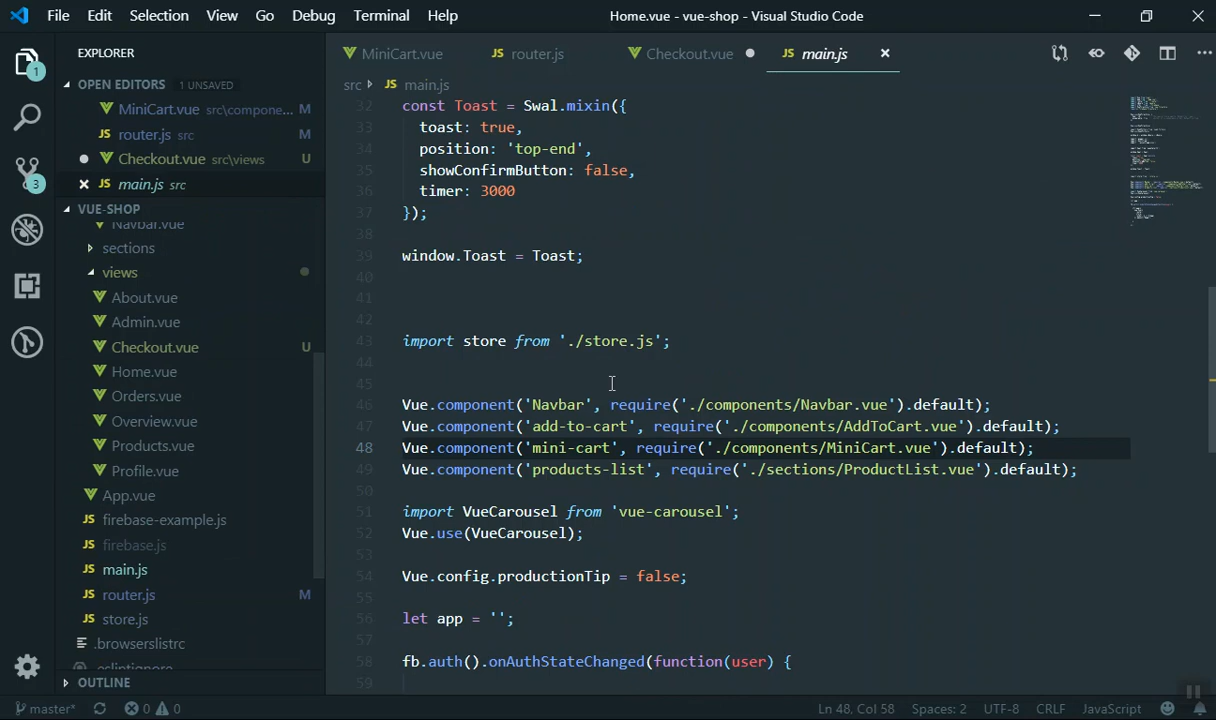 File Edit Selection View Go Debug Terminal Help Home.vue - vue-shop - Visual Studio Code
EXPLORER
OPEN EDITORS 1 UNSAVED
MiniCart.vue src\compone... M
JS router.js src M
Checkout.vue src\views U
JS main.js src
VUE-SHOP
Navbar.vue
sections
views
About.vue
Admin.vue
Checkout.vue U
Home.vue
Orders.vue
Overview.vue
Products.vue
Profile.vue
App.vue
JS firebase-example.js
JS firebase.js
JS main.js
JS router.js M
JS store.js
.browserslistrc
.eslintignore
OUTLINE
1
3
MiniCart.vue JS router.js Checkout.vue JS main.js
src JS main.js
32 const Toast = Swal.mixin({
33 toast: true,
34 position: 'top-end',
35 showConfirmButton: false,
36 timer: 3000
37 });
38
39 window.Toast = Toast;
40
41
42
43 import store from './store.js';
44
45
46 Vue.component('Navbar', require('./components/Navbar.vue').default);
47 Vue.component('add-to-cart', require('./components/AddToCart.vue').default);
48 Vue.component('mini-cart', require('./components/MiniCart.vue').default);
49 Vue.component('products-list', require('./sections/ProductList.vue').default);
50
51 import VueCarousel from 'vue-carousel';
52 Vue.use(VueCarousel);
53
54 Vue.config.productionTip = false;
55
56 let app = '';
57
58 fb.auth().onAuthStateChanged(function(user) {
59
master* 0 0 Ln 48, Col 58 Spaces: 2 UTF-8 CRLF JavaScript